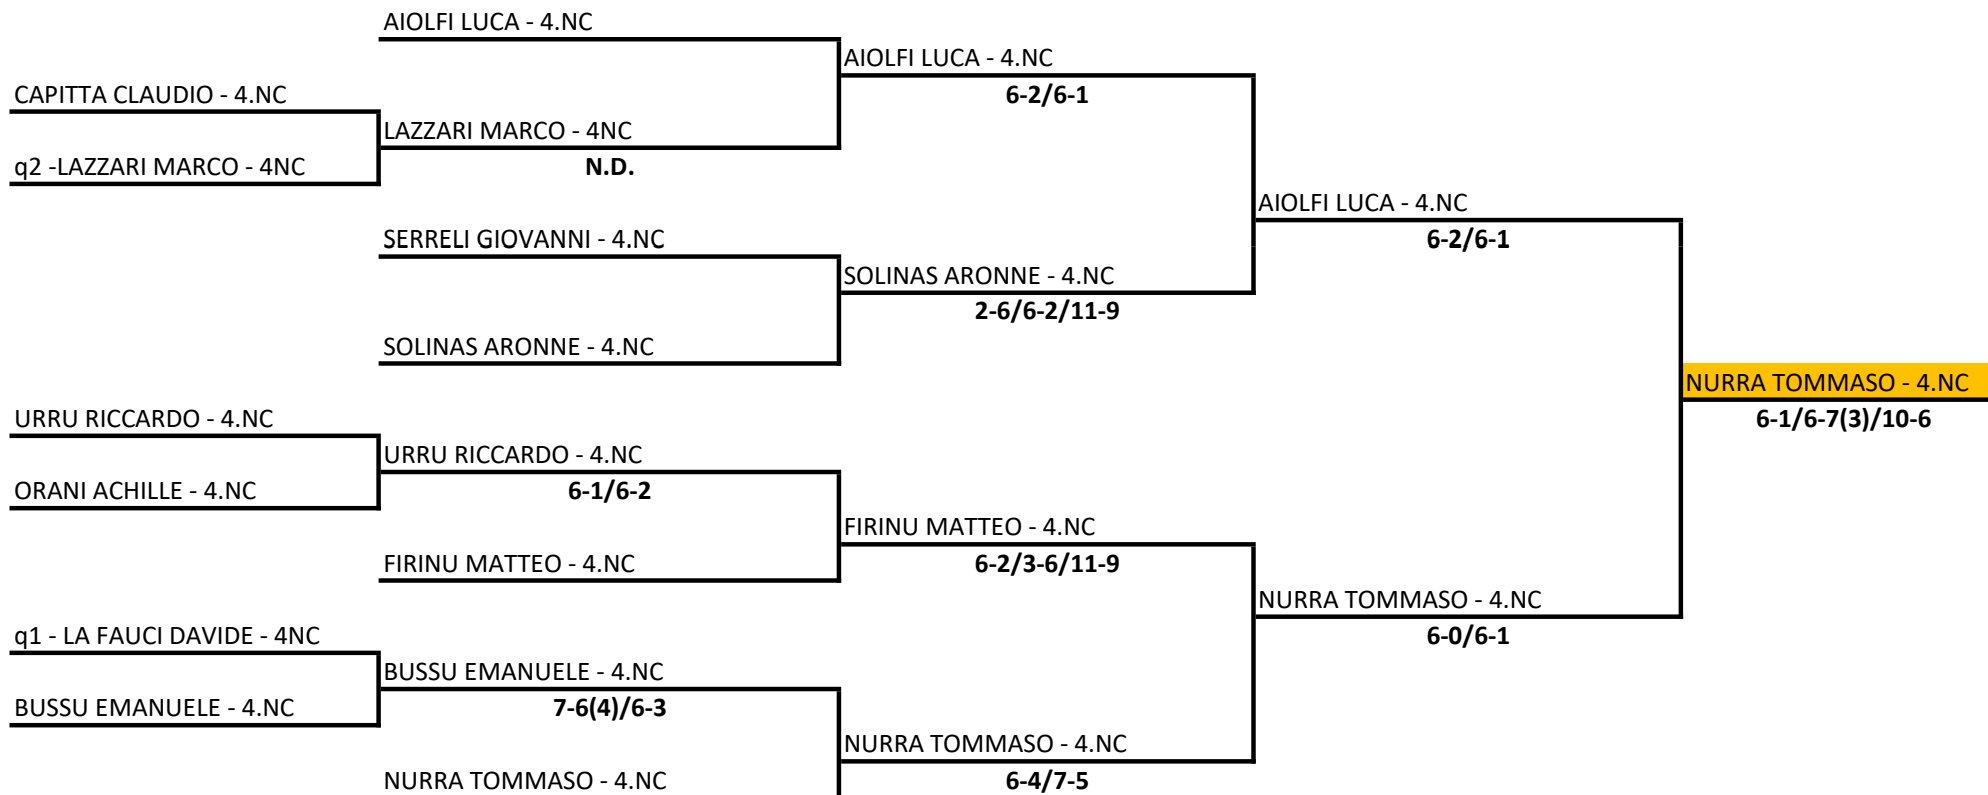 AIOLFI LUCA - 4.NC
AIOLFI LUCA - 4.NC
CAPITTA CLAUDIO - 4.NC
6-2/6-1
LAZZARI MARCO - 4NC
q2 -LAZZARI MARCO - 4NC
N.D.
AIOLFI LUCA - 4.NC
SERRELI GIOVANNI - 4.NC
6-2/6-1
SOLINAS ARONNE - 4.NC
2-6/6-2/11-9
SOLINAS ARONNE - 4.NC
NURRA TOMMASO - 4.NC
URRU RICCARDO - 4.NC
6-1/6-7(3)/10-6
URRU RICCARDO - 4.NC
ORANI ACHILLE - 4.NC
6-1/6-2
FIRINU MATTEO - 4.NC
FIRINU MATTEO - 4.NC
6-2/3-6/11-9
NURRA TOMMASO - 4.NC
q1 - LA FAUCI DAVIDE - 4NC
6-0/6-1
BUSSU EMANUELE - 4.NC
BUSSU EMANUELE - 4.NC
7-6(4)/6-3
NURRA TOMMASO - 4.NC
NURRA TOMMASO - 4.NC
6-4/7-5